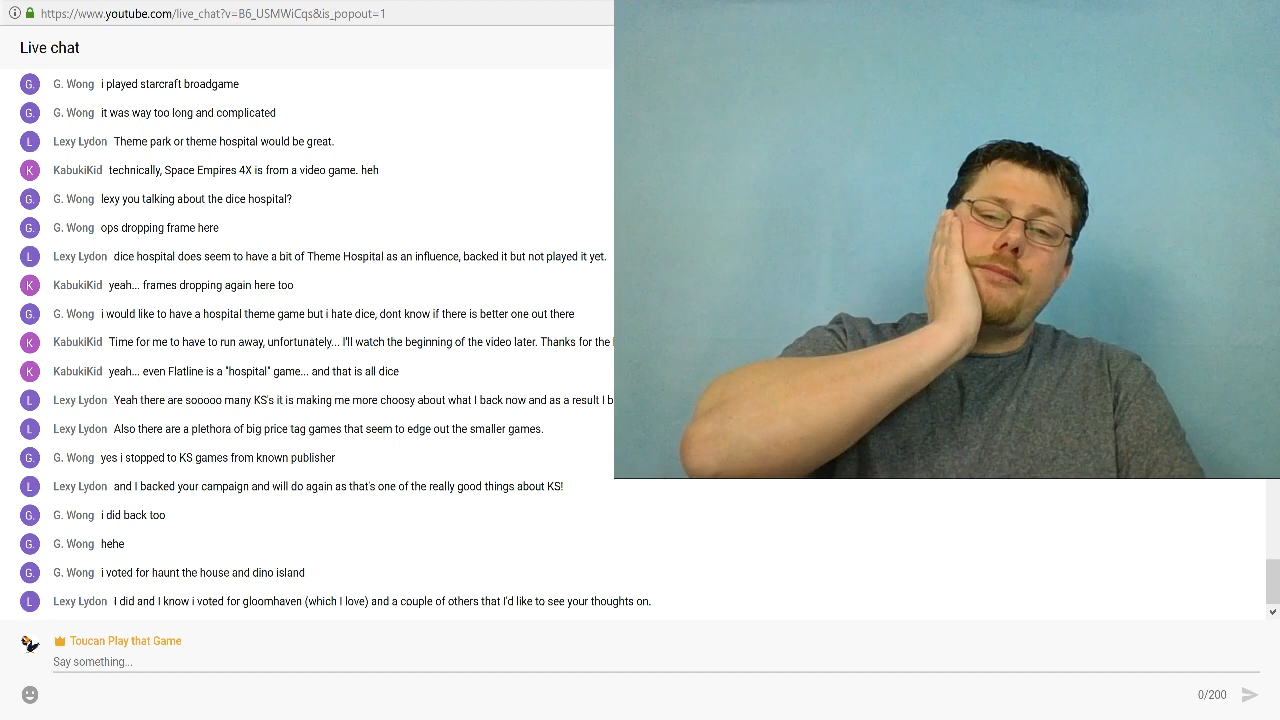 https://www.youtube.com/live_chat?v=B6_USMWiCqs&is_popout=1
Live chat
G. G. Wong i played starcraft broadgame
G. G. Wong it was way too long and complicated
L Lexy Lydon Theme park or theme hospital would be great.
K KabukiKid technically, Space Empires 4X is from a video game. heh
G. G. Wong lexy you talking about the dice hospital?
G. G. Wong ops dropping frame here
L Lexy Lydon dice hospital does seem to have a bit of Theme Hospital as an influence, backed it but not played it yet.
K KabukiKid yeah... frames dropping again here too
G. G. Wong i would like to have a hospital theme game but i hate dice, dont know if there is better one out there
K KabukiKid Time for me to have to run away, unfortunately... I'll watch the beginning of the video later. Thanks for the
K KabukiKid yeah... even Flatline is a "hospital" game... and that is all dice
L Lexy Lydon Yeah there are sooooo many KS's it is making me more choosy about what I back now and as a result I b
L Lexy Lydon Also there are a plethora of big price tag games that seem to edge out the smaller games.
G. G. Wong yes i stopped to KS games from known publisher
L Lexy Lydon and I backed your campaign and will do again as that's one of the really good things about KS!
G. G. Wong i did back too
G. G. Wong hehe
G. G. Wong i voted for haunt the house and dino island
L Lexy Lydon I did and I know i voted for gloomhaven (which I love) and a couple of others that I'd like to see your thoughts on.
Toucan Play that Game
Say something...
0/200